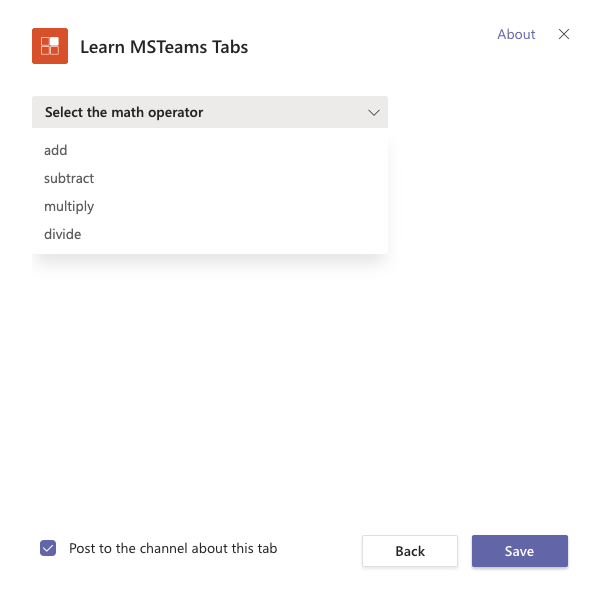 Learn MSTeams Tabs
About
Select the math operator
add
subtract
multiply
divide
Post to the channel about this tab
Back
Save